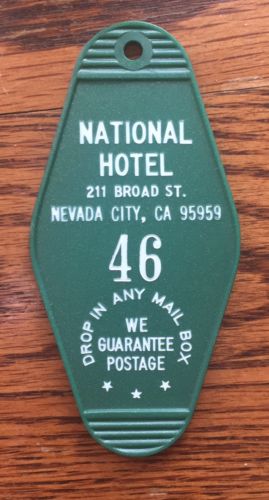 NATIONAL
HOTEL
211 BROAD ST.
NEVADA CITY, CA 95959
46
DROP IN ANY MAIL BOX
WE
GUARANTEE
POSTAGE